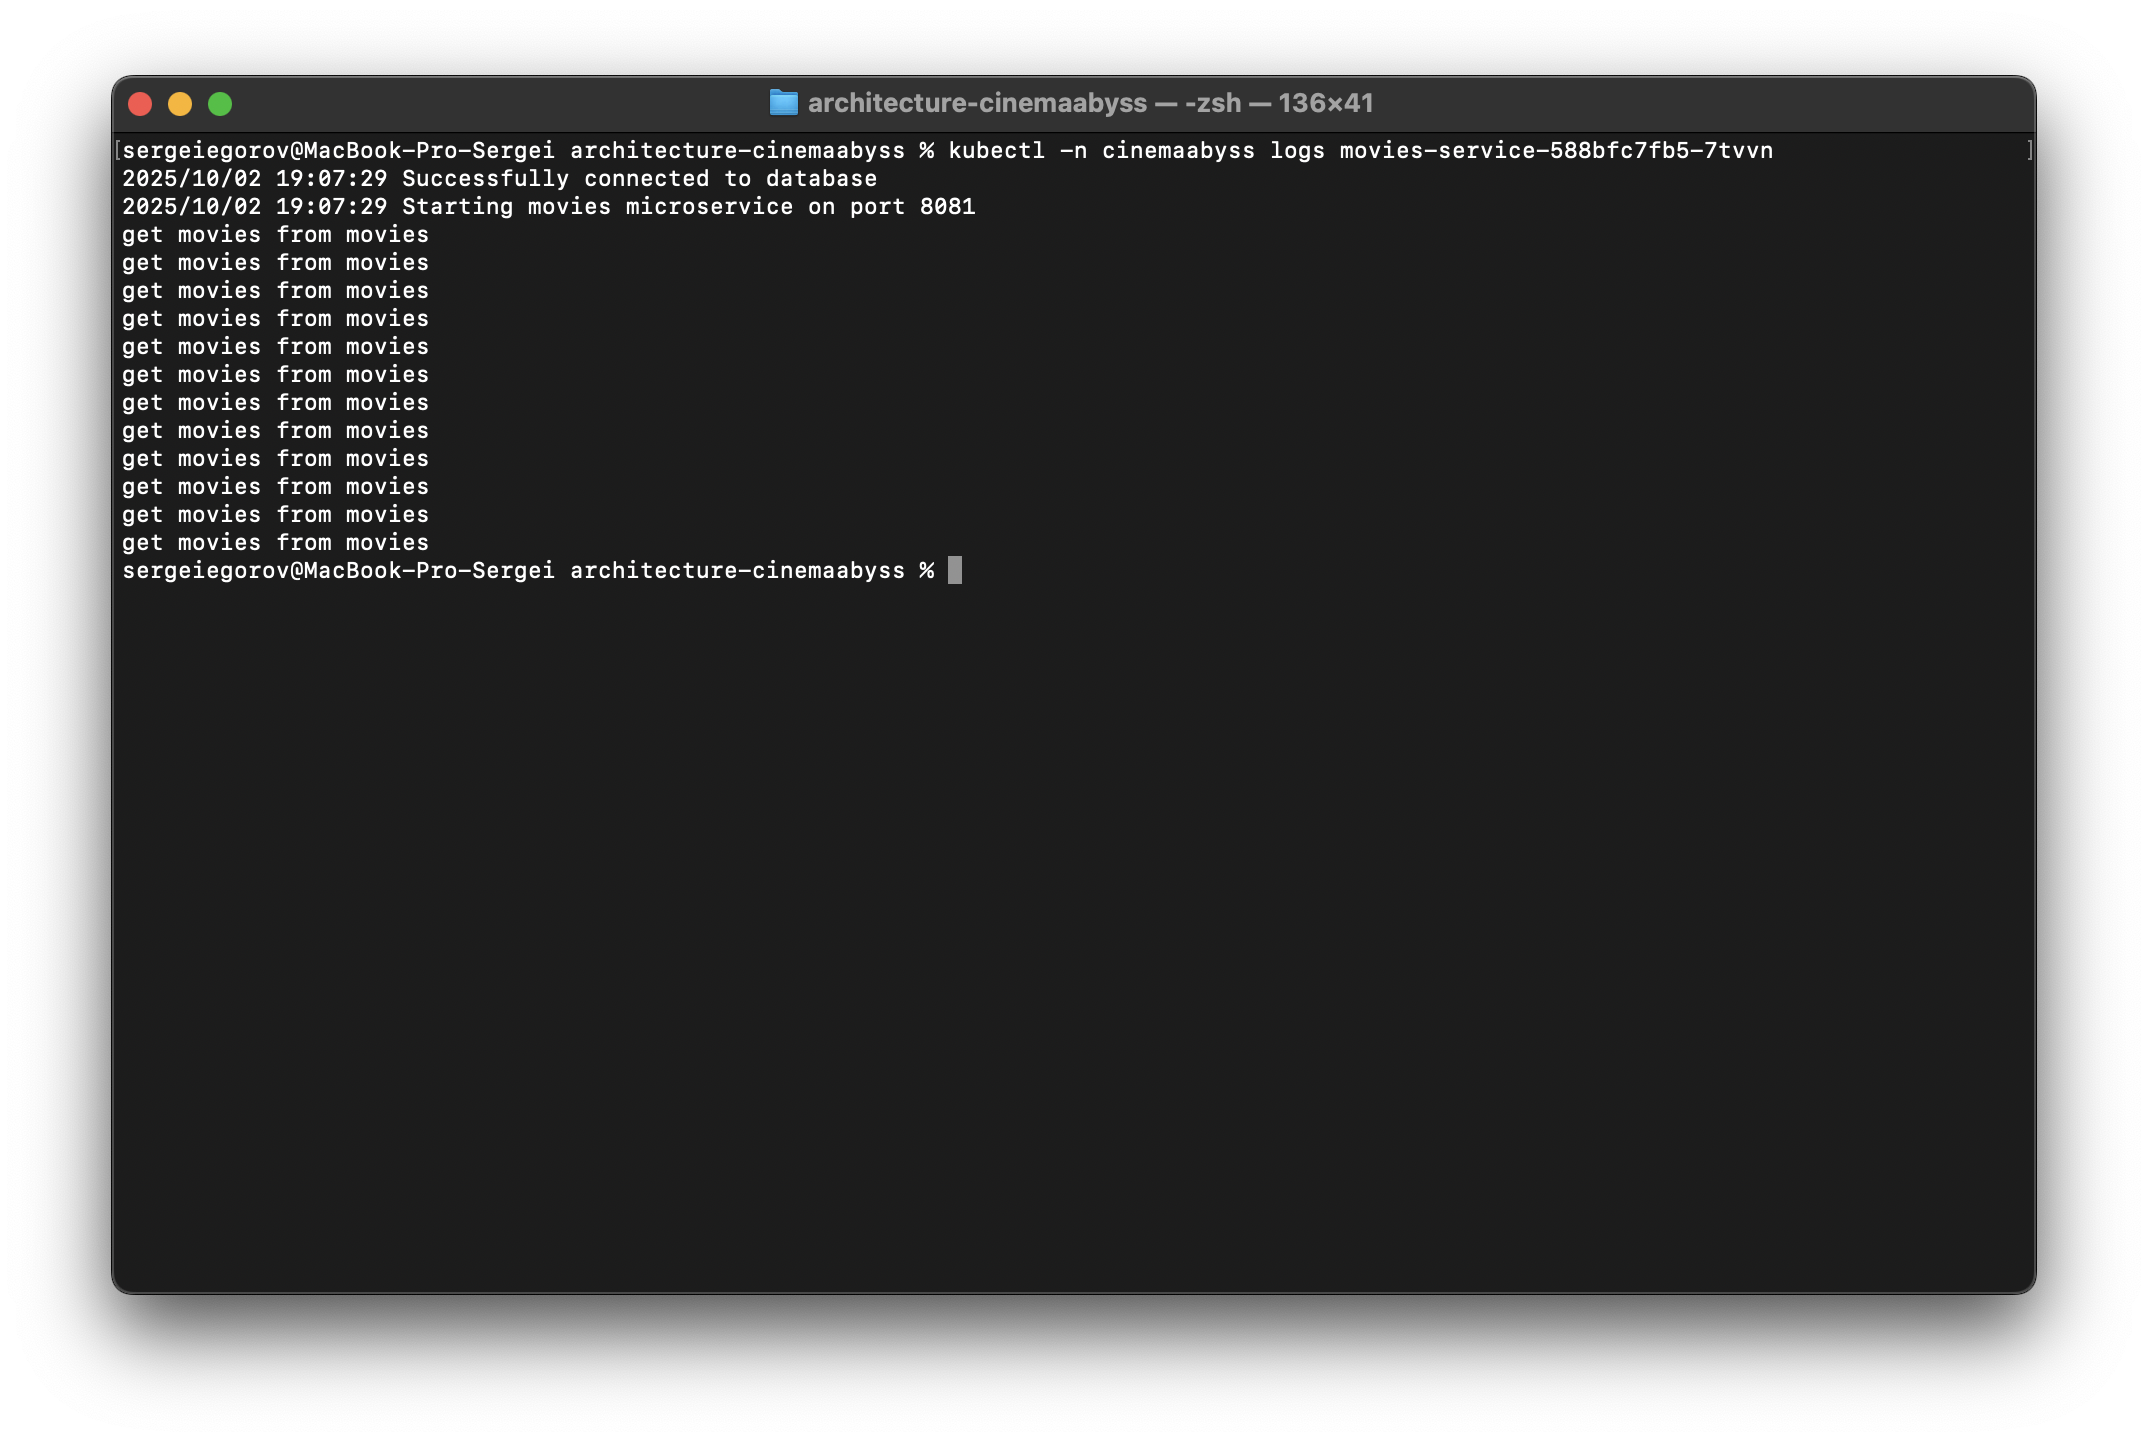 architecture-cinemaabyss — -zsh — 136×41
[sergeiegorov@MacBook-Pro-Sergei architecture-cinemaabyss % kubectl -n cinemaabyss logs movies-service-588bfc7fb5-7tvvn ]
2025/10/02 19:07:29 Successfully connected to database
2025/10/02 19:07:29 Starting movies microservice on port 8081
get movies from movies
get movies from movies
get movies from movies
get movies from movies
get movies from movies
get movies from movies
get movies from movies
get movies from movies
get movies from movies
get movies from movies
get movies from movies
get movies from movies
sergeiegorov@MacBook-Pro-Sergei architecture-cinemaabyss %